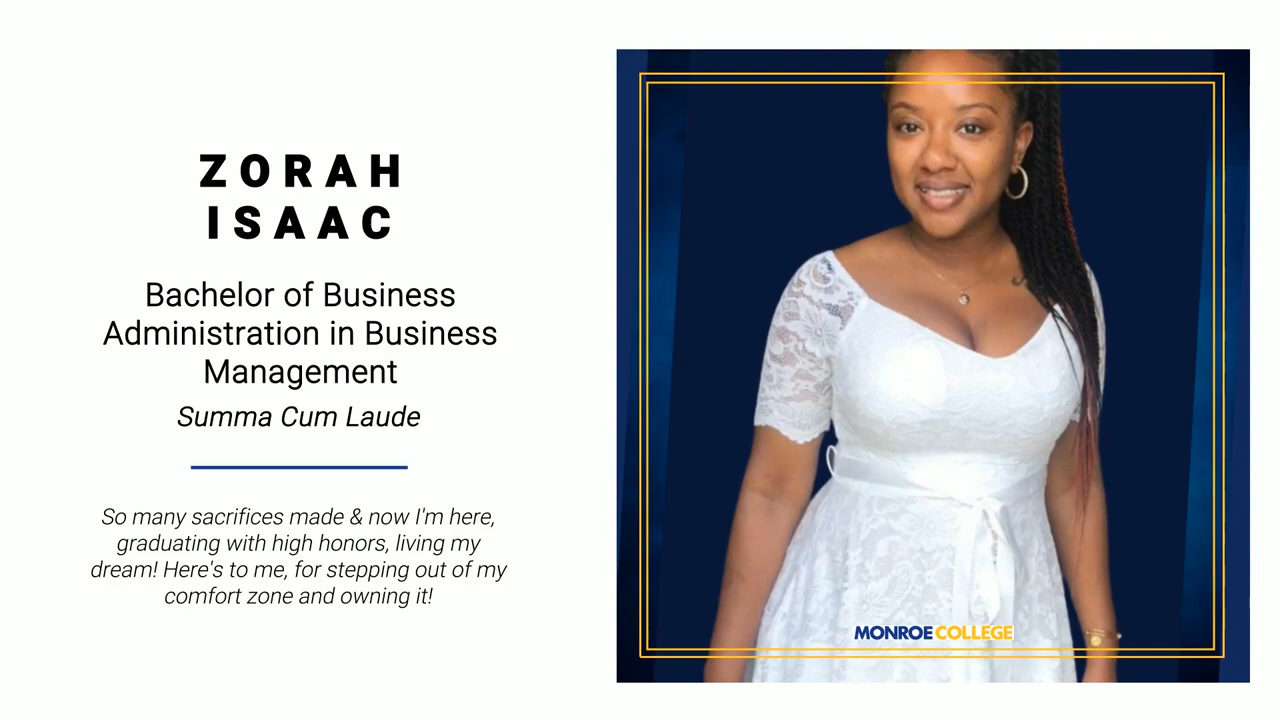 ZORAH
ISAAC
Bachelor of Business
Administration in Business
Management
Summa Cum Laude
So many sacrifices made & now I'm here,
graduating with high honors, living my
dream! Here's to me, for stepping out of my
comfort zone and owning it!
MONROE COLLEGE